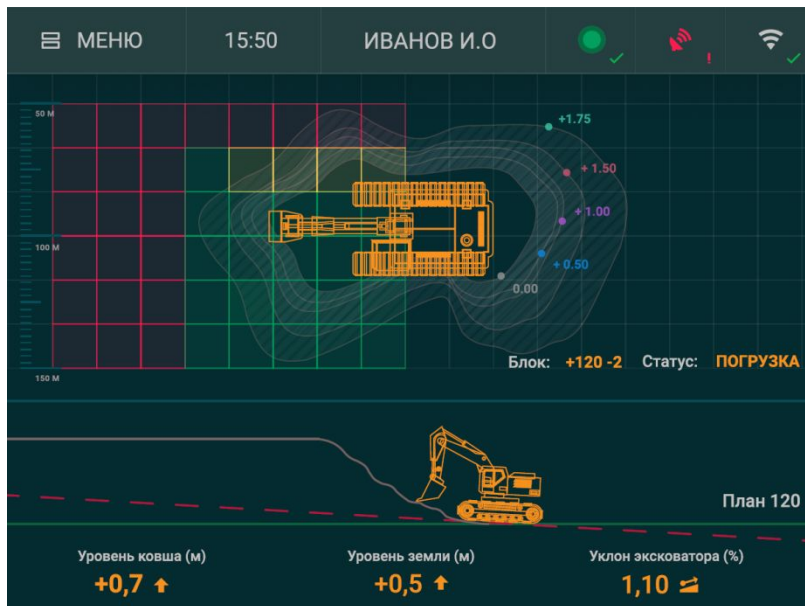 МЕНЮ
15:50
ИВАНОВ И.О
!
50 М
+1.75
+ 1.50
+ 1.00
100 М
+ 0.50
0,00
Блок: +120 -2 Статус: ПОГРУЗКА
150 М
План 120
Уровень ковша (м)
Уровень земли (м)
Уклон эксковатора (%)
+0,7
+0,5
1,10